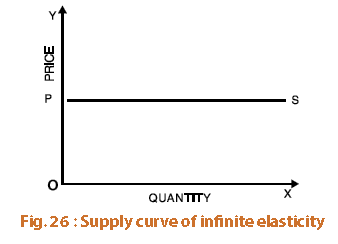 Y
PRICE
P
S
O
QUANTITY
X
Fig. 26 : Supply curve of infinite elasticity